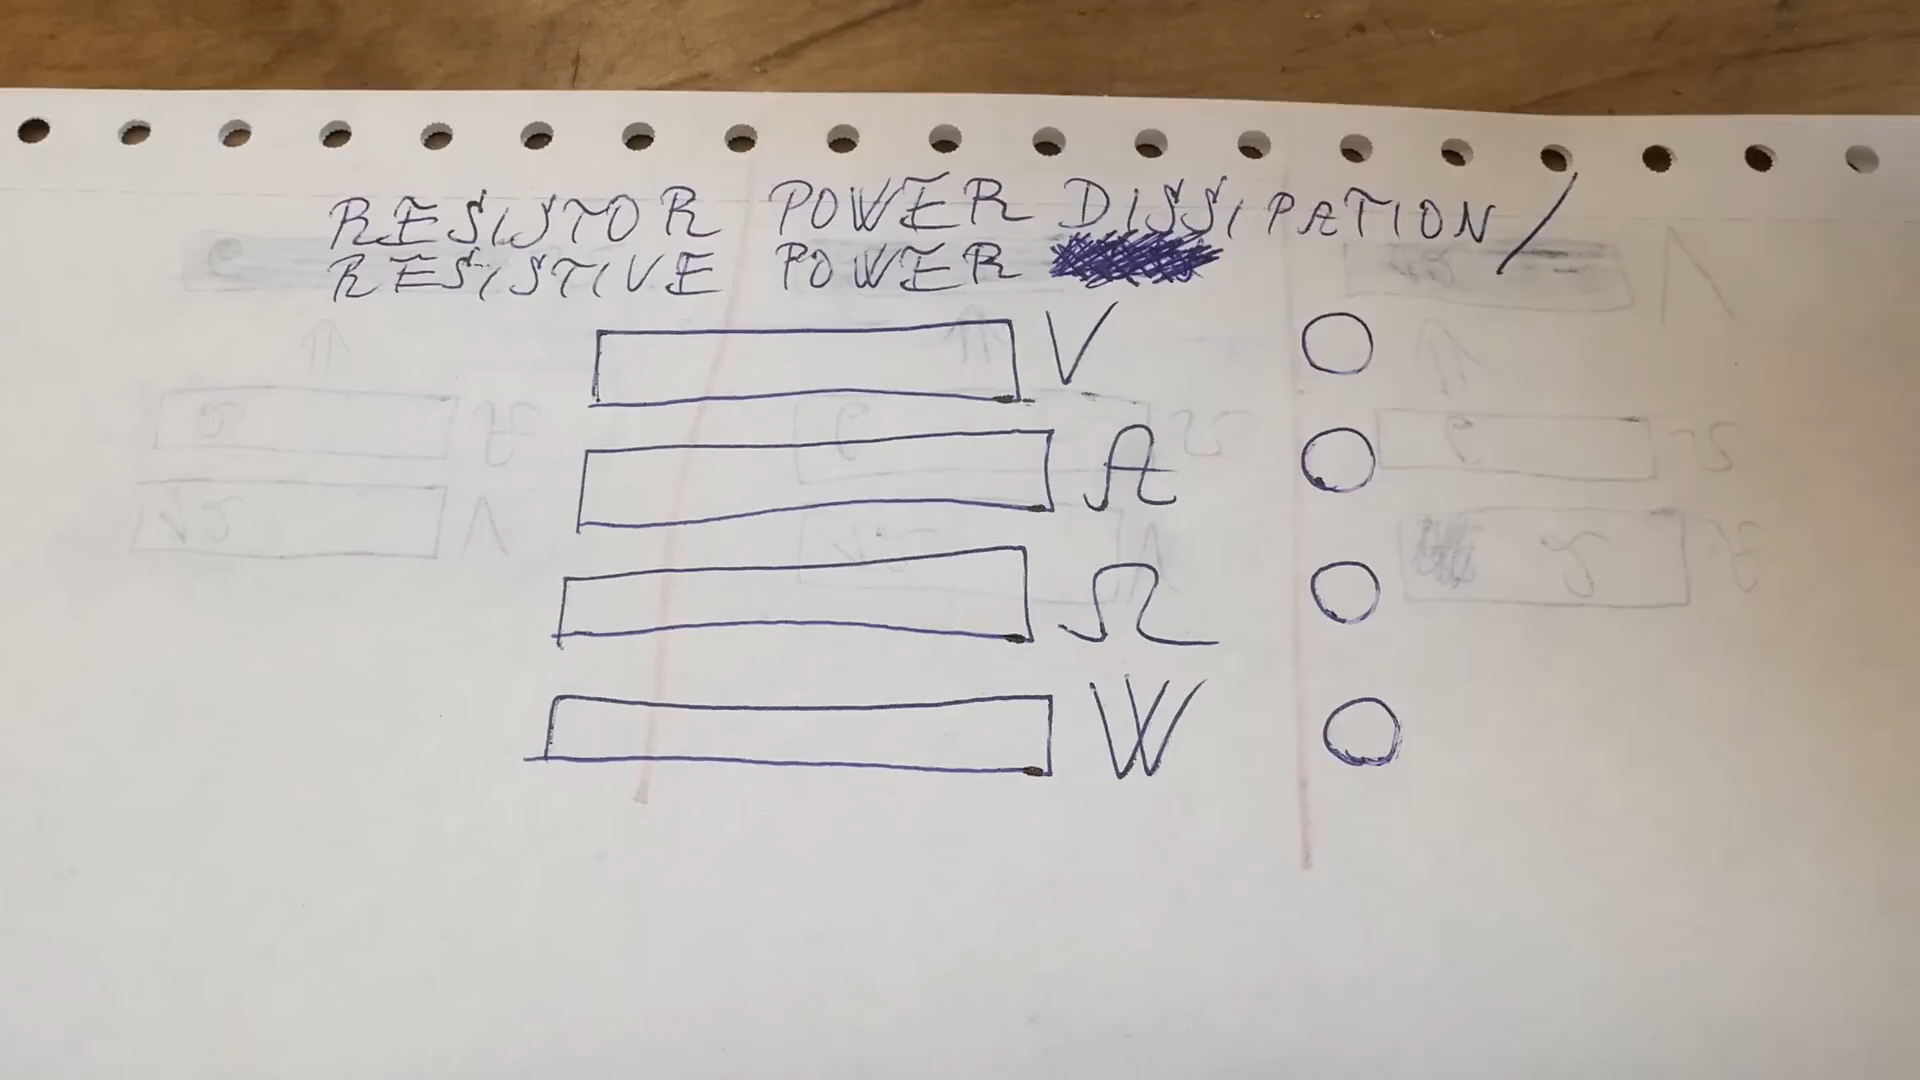 RESISTOR POWER DISSIPATION/
RESISTIVE POWER
V
A
Ω
W